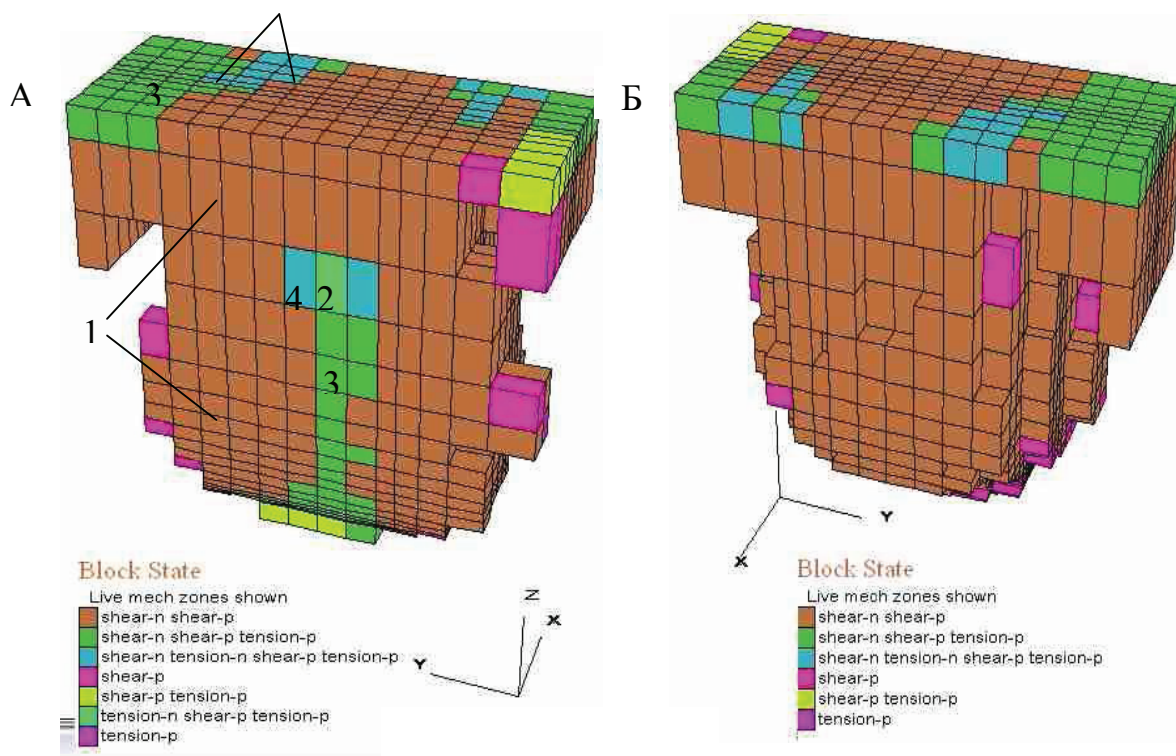 А
Б
3
4 2
1
3
Block State
Live mech zones shown
shear-n shear-p
shear-n shear-p tension-p
shear-n tension-n shear-p tension-p
shear-p
shear-p tension-p
tension-n shear-p tension-p
tension-p
Z
X
Y
Y
X
Block State
Live mech zones shown
shear-n shear-p
shear-n shear-p tension-p
shear-n tension-n shear-p tension-p
shear-p
shear-p tension-p
tension-p